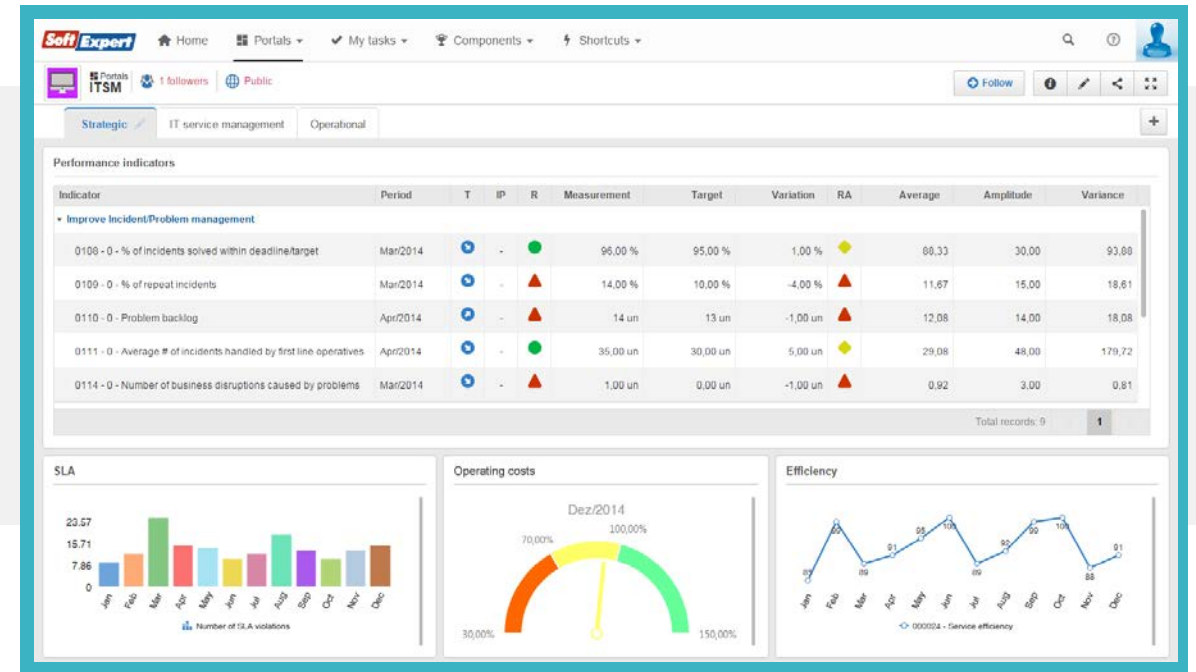 Soft Expert Home Portals My tasks Components Shortcuts
Portals
ITSM 1 followers Public Follow
Strategic IT service management Operational +
Performance indicators
Indicator Period T IP R Measurement Target Variation RA Average Amplitude Variance
Improve Incident/Problem management
0108 - 0 - % of incidents solved within deadline/target Mar/2014 - 96,00 % 95,00 % 1,00 % 88,33 30,00 93,88
0109 - 0 - % of repeat incidents Mar/2014 - 14,00 % 10,00 % -4,00 % 11,67 15,00 18,61
0110 - 0 - Problem backlog Apr/2014 - 14 un 13 un -1,00 un 12,08 14,00 18,08
0111 - 0 - Average # of incidents handled by first line operatives Apr/2014 - 35,00 un 30,00 un 5,00 un 29,08 48,00 179,72
0114 - 0 - Number of business disruptions caused by problems Mar/2014 - 1,00 un 0,00 un -1,00 un 0,92 3,00 0,81
Total records: 9 1
SLA
23.57
15.71
7.86
0
Jan Feb Mar Apr May Jun Jul Aug Sep Oct Nov Dec
Number of SLA violations
Operating costs
Dez/2014
70,00% 100,00%
30,00% 150,00%
Efficiency
99 95 100 92 99 100
91 91
89 89 88
Jan Feb Mar Apr May Jun Jul Aug Sep Oct Nov Dec
000024 - Service efficiency